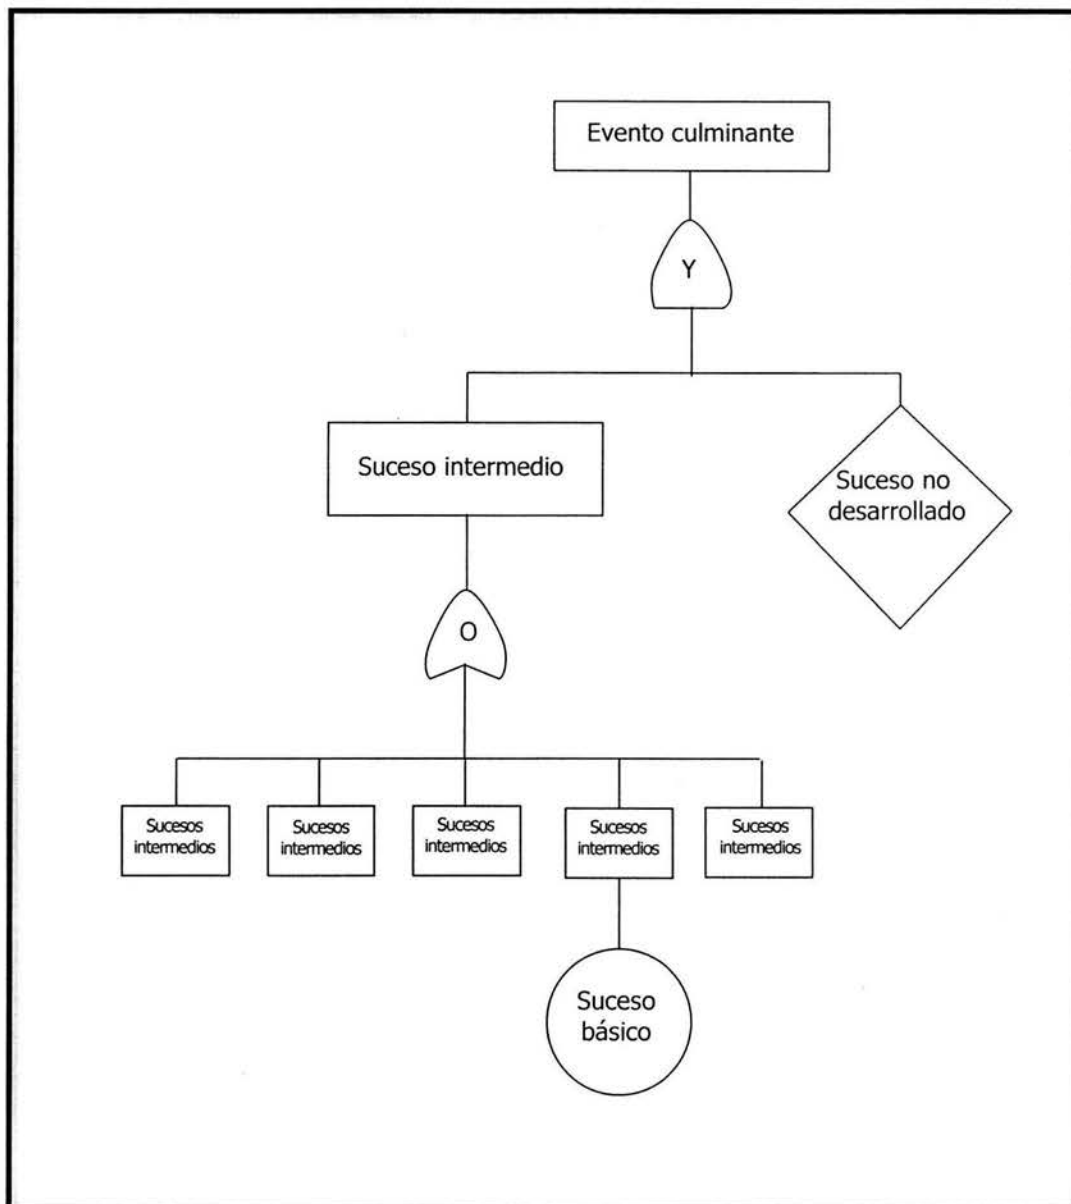 Evento culminante
Y
Suceso intermedio
Suceso no
desarrollado
O
Sucesos
intermedios
Sucesos
intermedios
Sucesos
intermedios
Sucesos
intermedios
Sucesos
intermedios
Suceso
básico